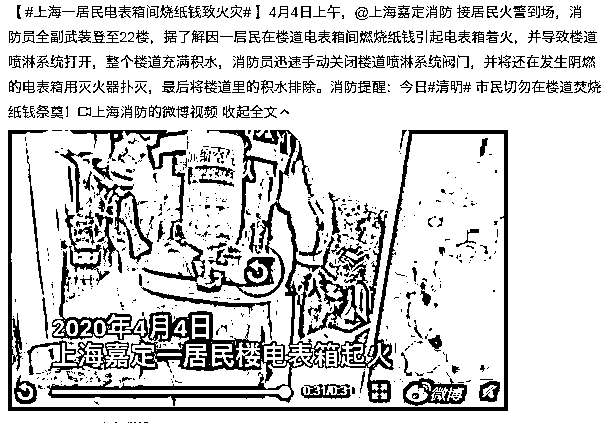 【#上海一居民电表箱间烧纸钱致火灾#】4月4日上午，@上海嘉定消防 接居民火警到场，消
防员全副武装登至22楼，据了解因一居民在楼道电表箱间燃烧纸钱引起电表箱着火，并导致楼道
喷淋系统打开，整个楼道充满积水，消防员迅速手动关闭楼道喷淋系统阀门，并将还在发生阴燃
的电表箱用灭火器扑灭，最后将楼道里的积水排除。消防提醒：今日#清明# 市民切勿在楼道焚烧
纸钱祭奠！上海消防的微博视频 收起全文
2020年4月4日
上海嘉定一居民楼电表箱起火
0:31/0:31
微博